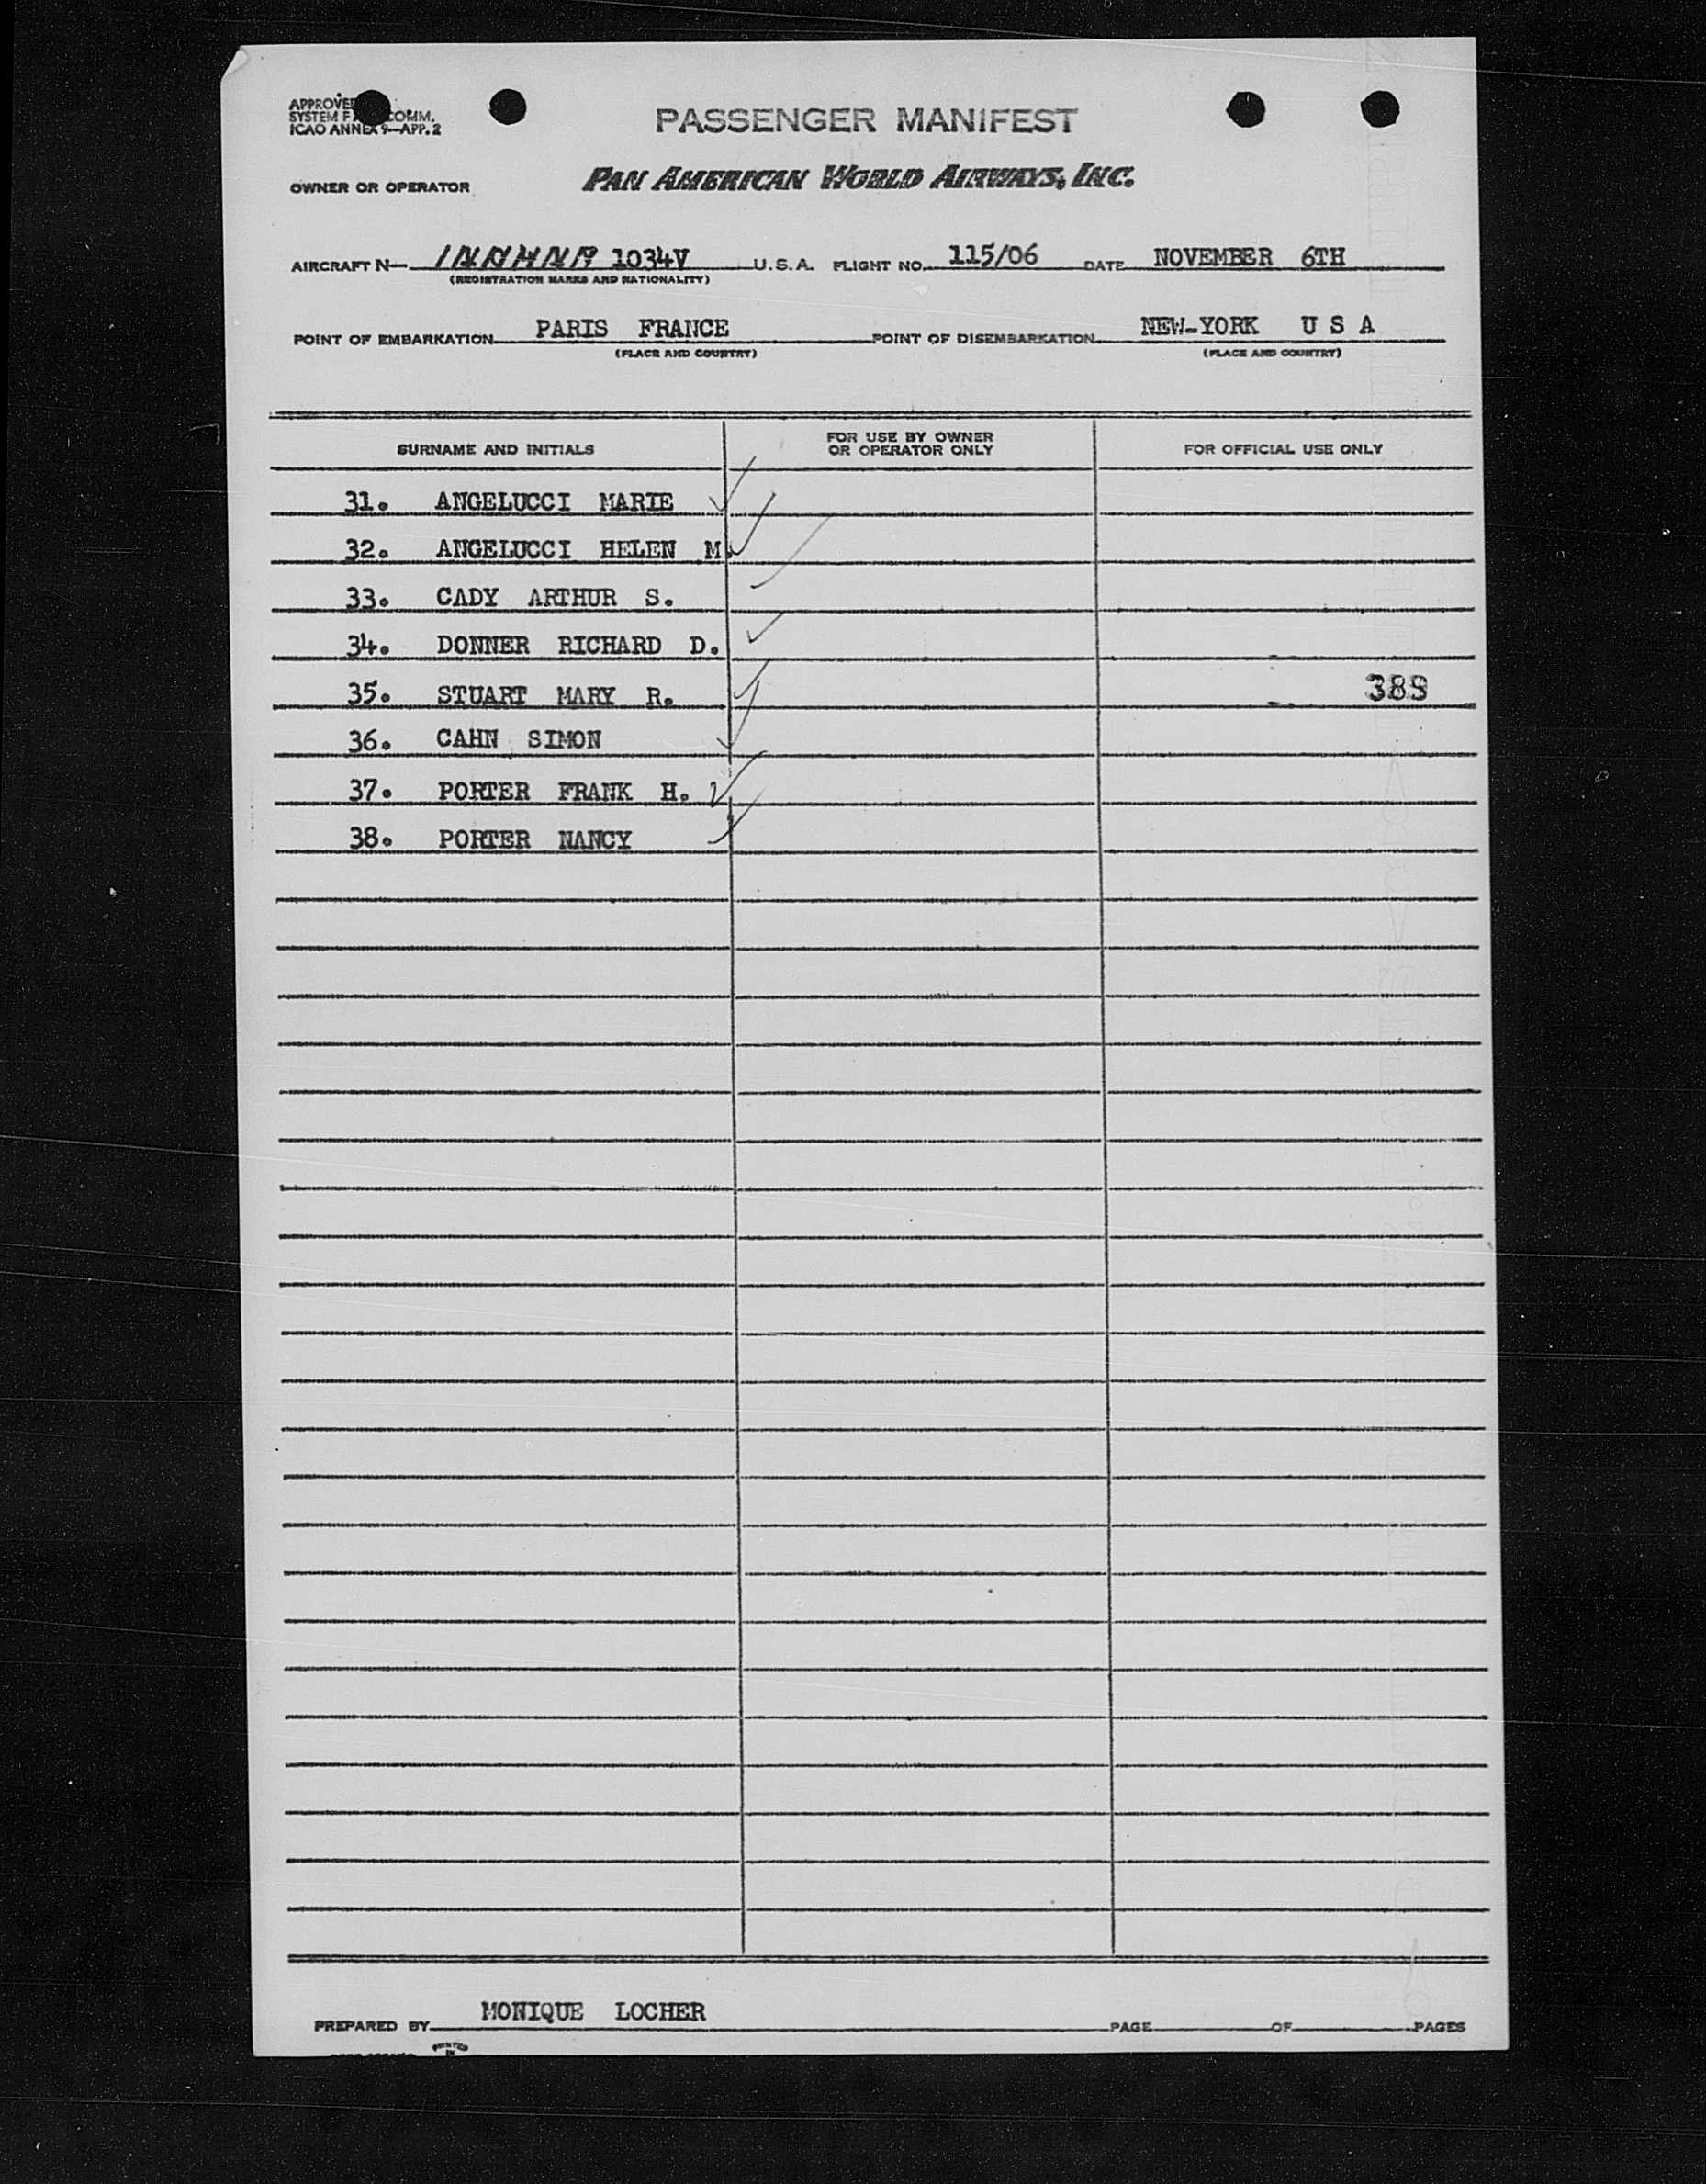 APPROVED
SYSTEM COMM.
ICAO ANNEX 9—APP. 2
PASSENGER MANIFEST
OWNER OR OPERATOR PAN AMERICAN WORLD AIRWAYS, INC.
AIRCRAFT N— 1034V U.S.A. FLIGHT NO. 115/06 DATE NOVEMBER 6TH
(REGISTRATION MARKS AND NATIONALITY)
POINT OF EMBARKATION PARIS FRANCE POINT OF DISEMBARKATION NEW-YORK U S A
(PLACE AND COUNTRY) (PLACE AND COUNTRY)
SURNAME AND INITIALS FOR USE BY OWNER OR OPERATOR ONLY FOR OFFICIAL USE ONLY
31. ANGELUCCI MARIE
32. ANGELUCCI HELEN M.
33. CADY ARTHUR S.
34. DONNER RICHARD D.
35. STUART MARY R. 389
36. CAHN SIMON
37. PORTER FRANK H.
38. PORTER NANCY
PREPARED BY MONIQUE LOCHER PAGE OF PAGES
PRINTED
IN